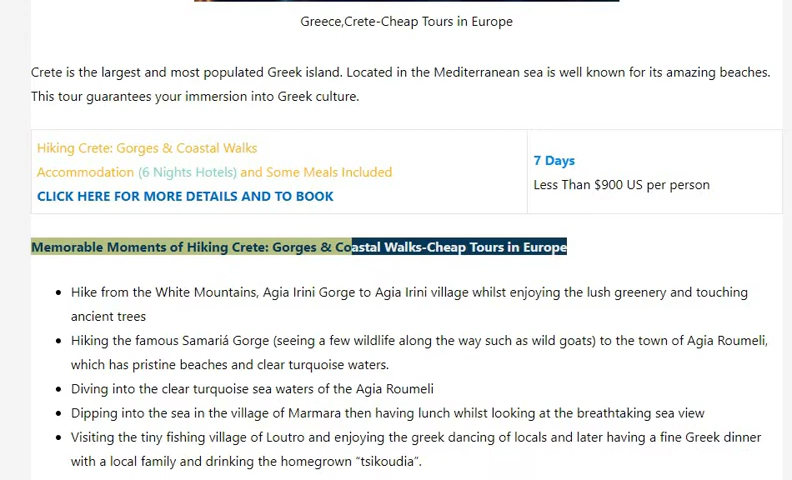 Greece,Crete-Cheap Tours in Europe
Crete is the largest and most populated Greek island. Located in the Mediterranean sea is well known for its amazing beaches.
This tour guarantees your immersion into Greek culture.
Hiking Crete: Gorges & Coastal Walks
Accommodation (6 Nights Hotels) and Some Meals Included
CLICK HERE FOR MORE DETAILS AND TO BOOK
7 Days
Less Than $900 US per person
Memorable Moments of Hiking Crete: Gorges & Coastal Walks-Cheap Tours in Europe
• Hike from the White Mountains, Agia Irini Gorge to Agia Irini village whilst enjoying the lush greenery and touching
ancient trees
• Hiking the famous Samariá Gorge (seeing a few wildlife along the way such as wild goats) to the town of Agia Roumeli,
which has pristine beaches and clear turquoise waters.
• Diving into the clear turquoise sea waters of the Agia Roumeli
• Dipping into the sea in the village of Marmara then having lunch whilst looking at the breathtaking sea view
• Visiting the tiny fishing village of Loutro and enjoying the greek dancing of locals and later having a fine Greek dinner
with a local family and drinking the homegrown “tsikoudia”.